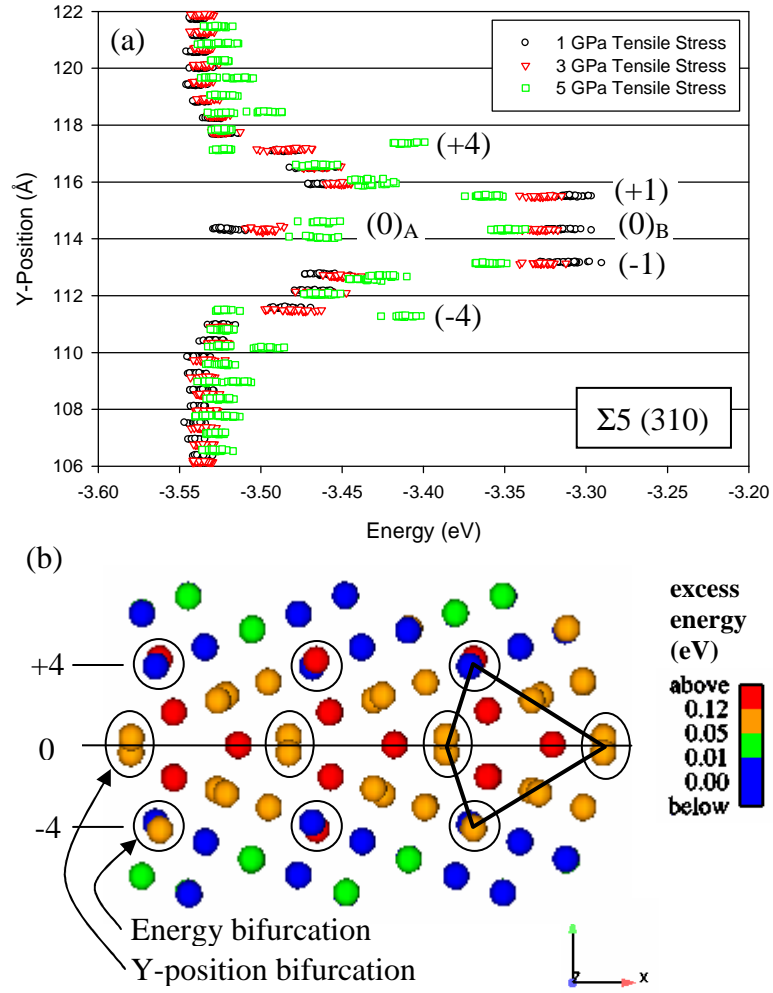 (a)
1 GPa Tensile Stress
3 GPa Tensile Stress
5 GPa Tensile Stress
122
120
118
116
114
112
110
108
106
Y-Position (Å)
(+4)
(+1)
(0)A
(0)B
(-1)
(-4)
Σ5 (310)
-3.60 -3.55 -3.50 -3.45 -3.40 -3.35 -3.30 -3.25 -3.20
Energy (eV)
(b)
excess
energy
(eV)
above
0.12
0.05
0.01
0.00
below
+4
0
-4
Energy bifurcation
Y-position bifurcation
Z
X